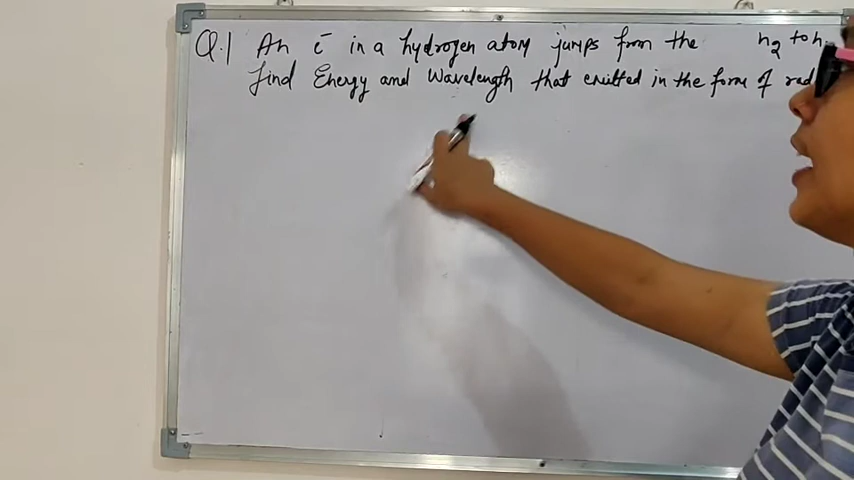 Q.1 An e̅ in a hydrogen atom jumps from the n₂ to
find Energy and Wavelength that emitted in the form of